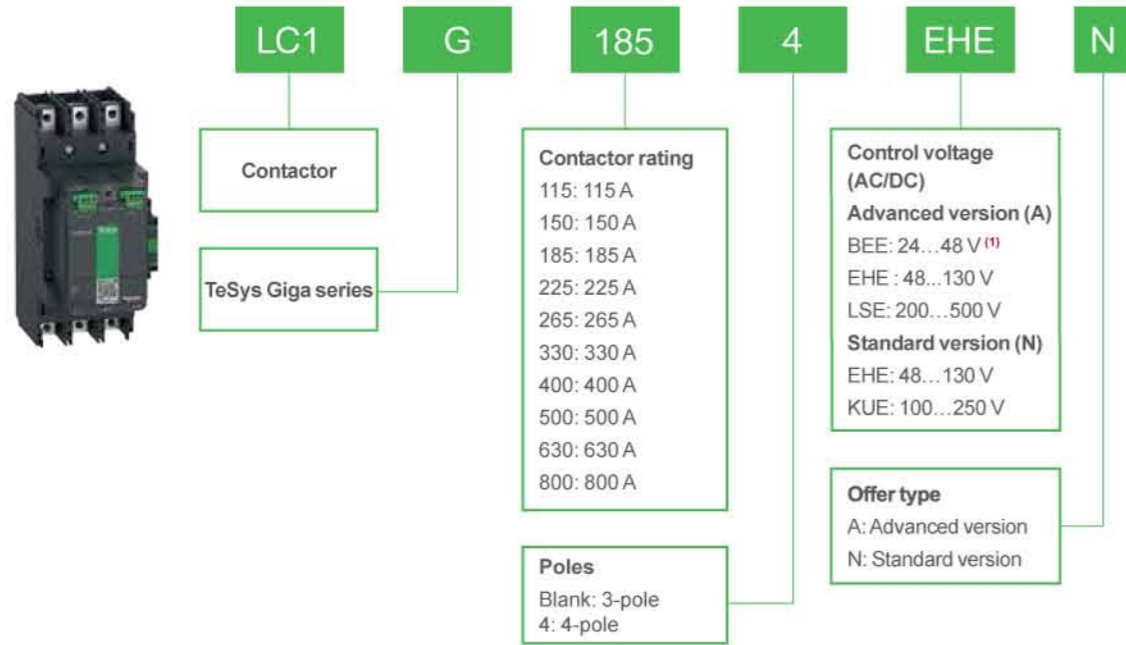 LC1 G 185 4 EHE N
Contactor
TeSys Giga series
Contactor rating
115: 115 A
150: 150 A
185: 185 A
225: 225 A
265: 265 A
330: 330 A
400: 400 A
500: 500 A
630: 630 A
800: 800 A
Poles
Blank: 3-pole
4: 4-pole
Control voltage
(AC/DC)
Advanced version (A)
BEE: 24…48 V (1)
EHE : 48...130 V
LSE: 200…500 V
Standard version (N)
EHE: 48…130 V
KUE: 100…250 V
Offer type
A: Advanced version
N: Standard version